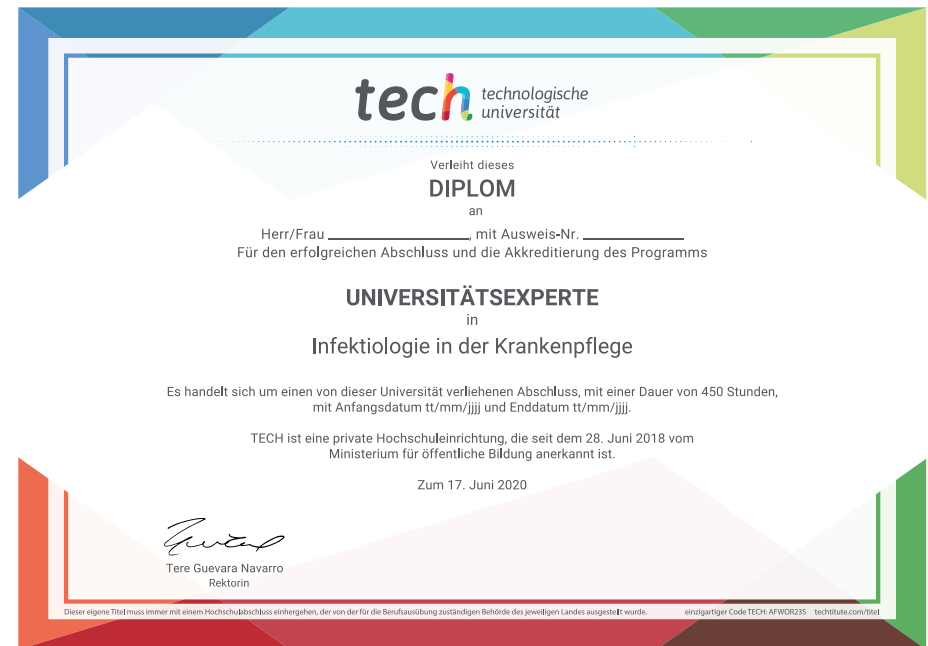 tech technologische
universität
Verleiht dieses
DIPLOM
an
Herr/Frau ____________________, mit Ausweis-Nr. ______________
Für den erfolgreichen Abschluss und die Akkreditierung des Programms
UNIVERSITÄTSEXPERTE
in
Infektiologie in der Krankenpflege
Es handelt sich um einen von dieser Universität verliehenen Abschluss, mit einer Dauer von 450 Stunden,
mit Anfangsdatum tt/mm/jjjj und Enddatum tt/mm/jjjj.
TECH ist eine private Hochschuleinrichtung, die seit dem 28. Juni 2018 vom
Ministerium für öffentliche Bildung anerkannt ist.
Zum 17. Juni 2020
Tere Guevara Navarro
Rektorin
Dieser eigene Titel muss immer mit einem Hochschulabschluss einhergehen, der von der für die Berufsausübung zuständigen Behörde des jeweiligen Landes ausgestellt wurde. einzigartiger Code TECH: AFWOR235 techtitute.com/titel